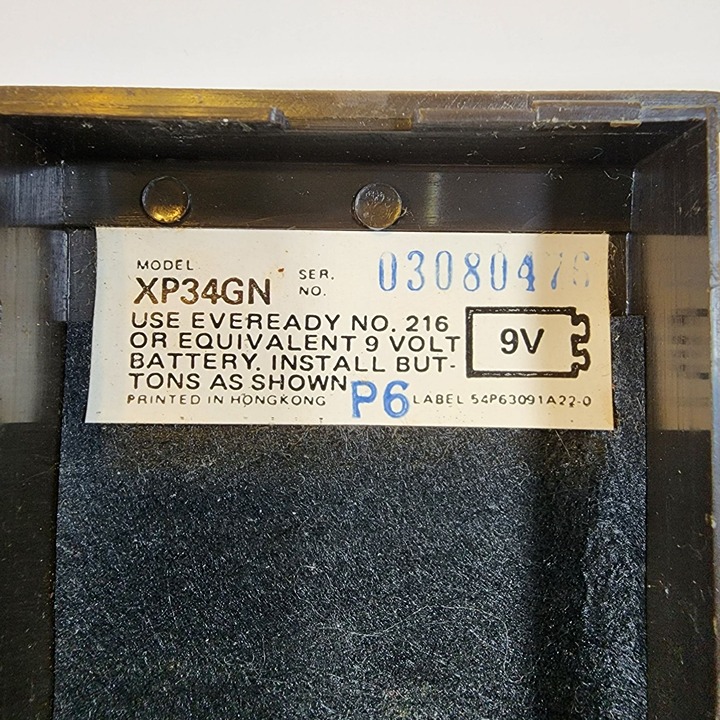 MODEL
XP34GN
SER.
NO.
03080476
USE EVEREADY NO. 216
OR EQUIVALENT 9 VOLT
BATTERY. INSTALL BUT-
TONS AS SHOWN
9V
PRINTED IN HONGKONG
P6
LABEL 54P63091A22-0